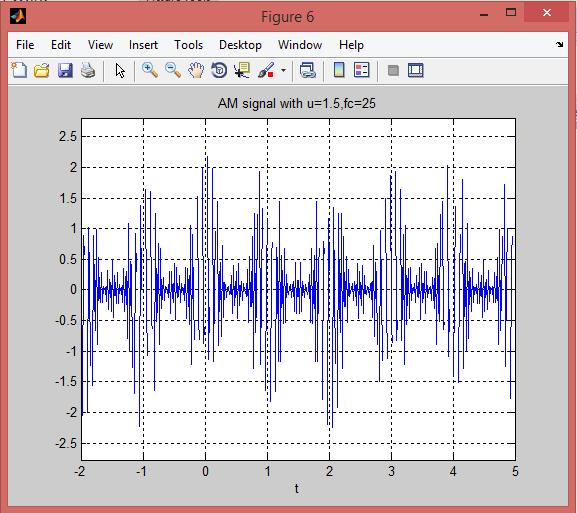 Figure 6
File Edit View Insert Tools Desktop Window Help
AM signal with u=1.5,fc=25
2.5
2
1.5
1
0.5
0
-0.5
-1
-1.5
-2
-2.5
-2 -1 0 1 2 3 4 5
t